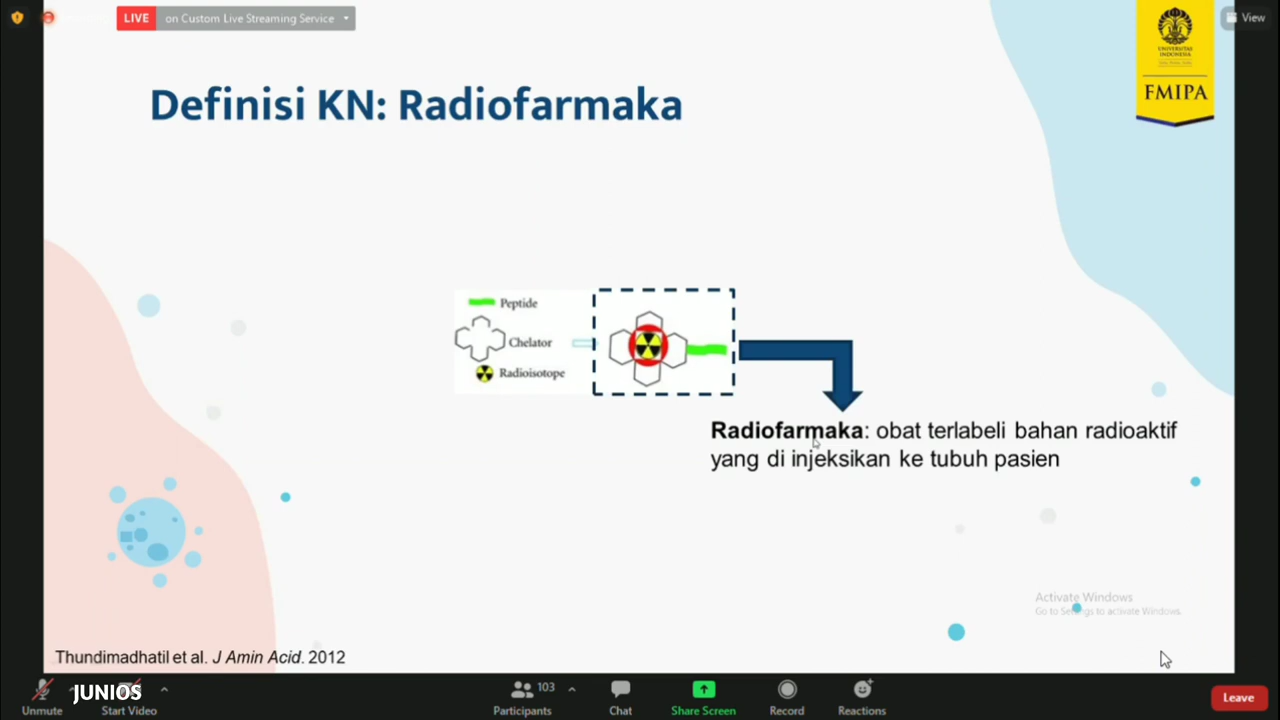 LIVE on Custom Live Streaming Service
View
UNIVERSITAS
INDONESIA
FMIPA
Definisi KN: Radiofarmaka
Peptide
Chelator
Radioisotope
Radiofarmaka: obat terlabeli bahan radioaktif
yang di injeksikan ke tubuh pasien
Activate Windows
Go to Settings to activate Windows.
Thundimadhatil et al. J Amin Acid. 2012
JUNIOS
103
Unmute
Start Video
Participants
Chat
Share Screen
Record
Reactions
Leave